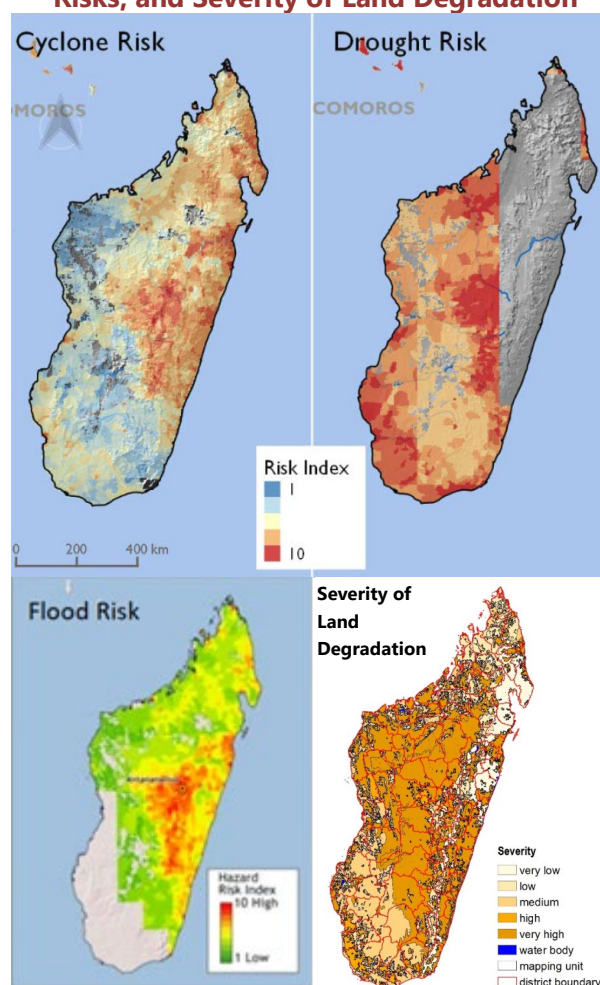 Risks, and Severity of Land Degradation
Cyclone Risk
Drought Risk
COMOROS
COMOROS
Risk Index
1
10
0 200 400 km
Flood Risk
Severity of
Land
Degradation
Hazard
Risk Index
10 High
1 Low
Severity
very low
low
medium
high
very high
water body
mapping unit
district boundary